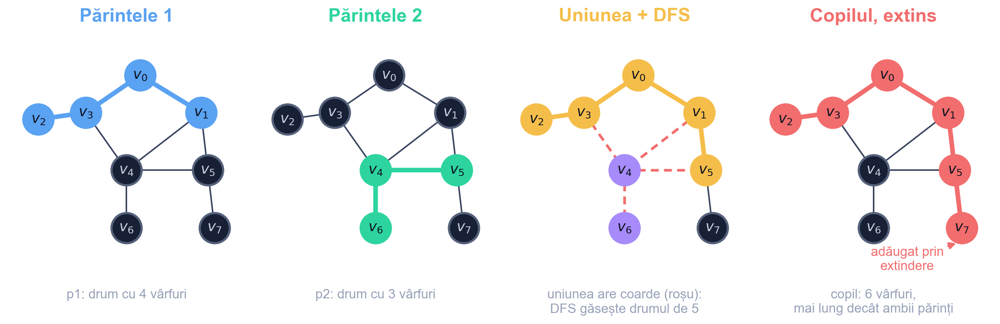 Părintele 1
v0
v3
v1
v2
v4
v5
v6
v7
p1: drum cu 4 vârfuri
Părintele 2
v0
v3
v1
v2
v4
v5
v6
v7
p2: drum cu 3 vârfuri
Uniunea + DFS
v0
v3
v1
v2
v4
v5
v6
v7
uniunea are coarde (roșu):
DFS găsește drumul de 5
Copilul, extins
v0
v3
v1
v2
v4
v5
v6
v7
adăugat prin
extindere
copil: 6 vârfuri,
mai lung decât ambii părinți